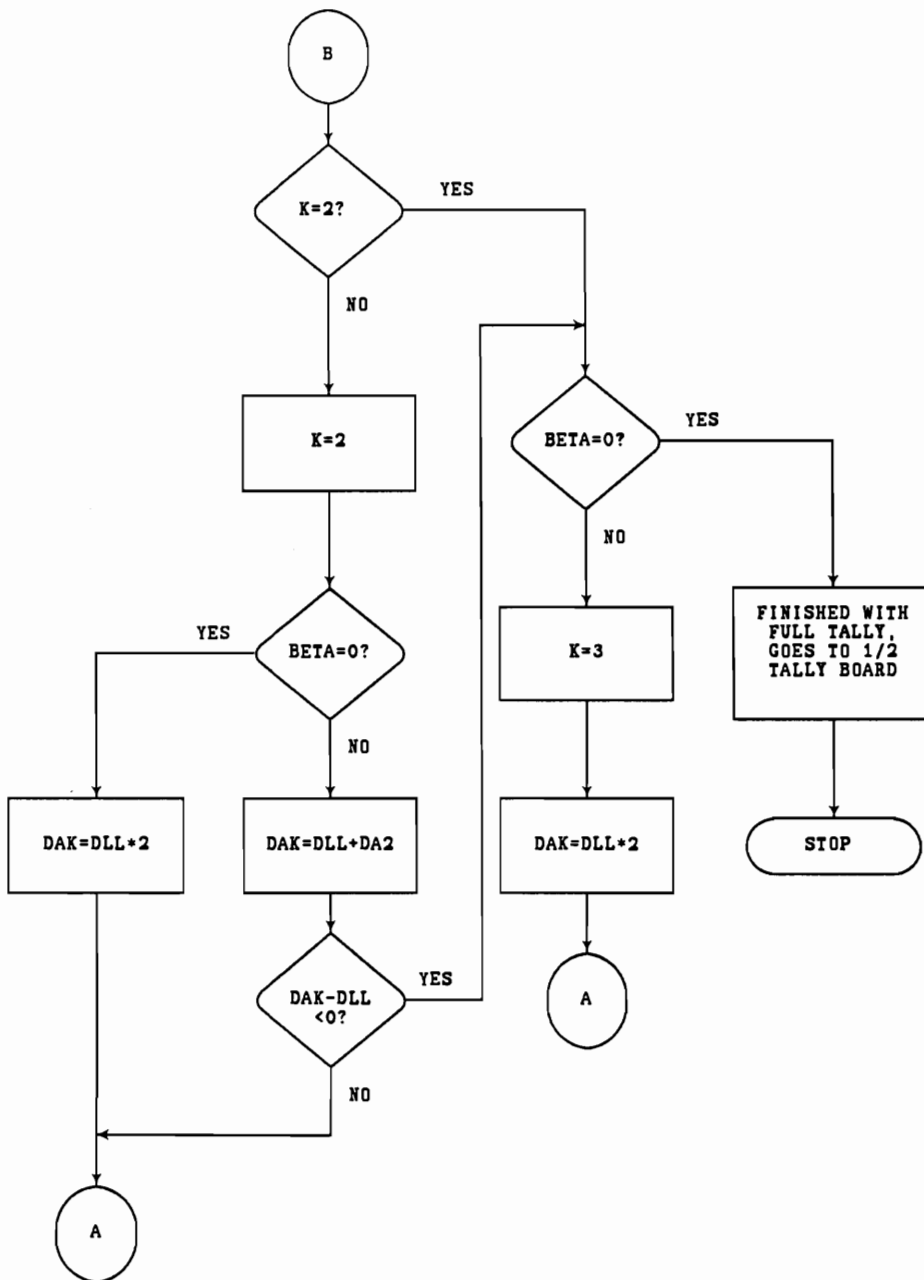 B
K=2?
YES
NO
K=2
BETA=0?
YES
NO
BETA=0?
YES
NO
K=3
FINISHED WITH
FULL TALLY,
GOES TO 1/2
TALLY BOARD
DAK=DLL*2
DAK=DLL+DA2
DAK=DLL*2
STOP
DAK-DLL
<0?
YES
NO
A
A